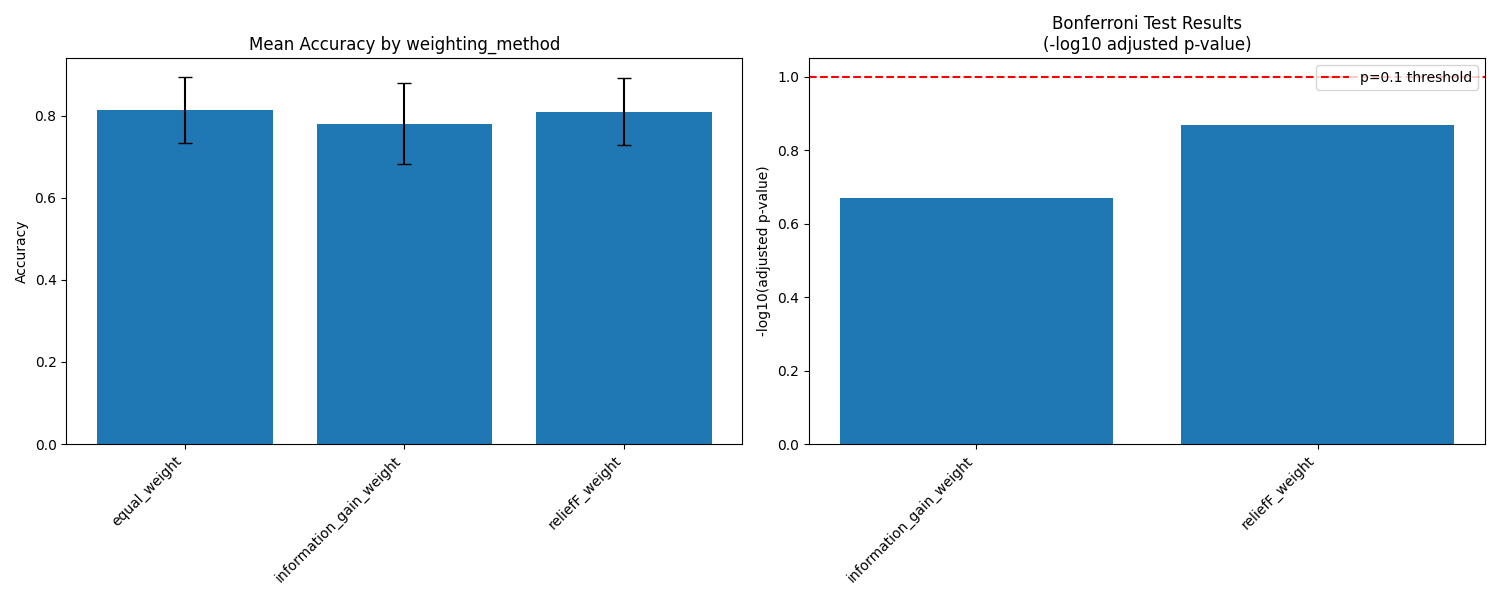 Mean Accuracy by weighting_method
Accuracy
0.8
0.6
0.4
0.2
0.0
equal_weight
information_gain_weight
reliefF_weight
Bonferroni Test Results
(-log10 adjusted p-value)
-log10(adjusted p-value)
1.0
0.8
0.6
0.4
0.2
0.0
p=0.1 threshold
information_gain_weight
reliefF_weight